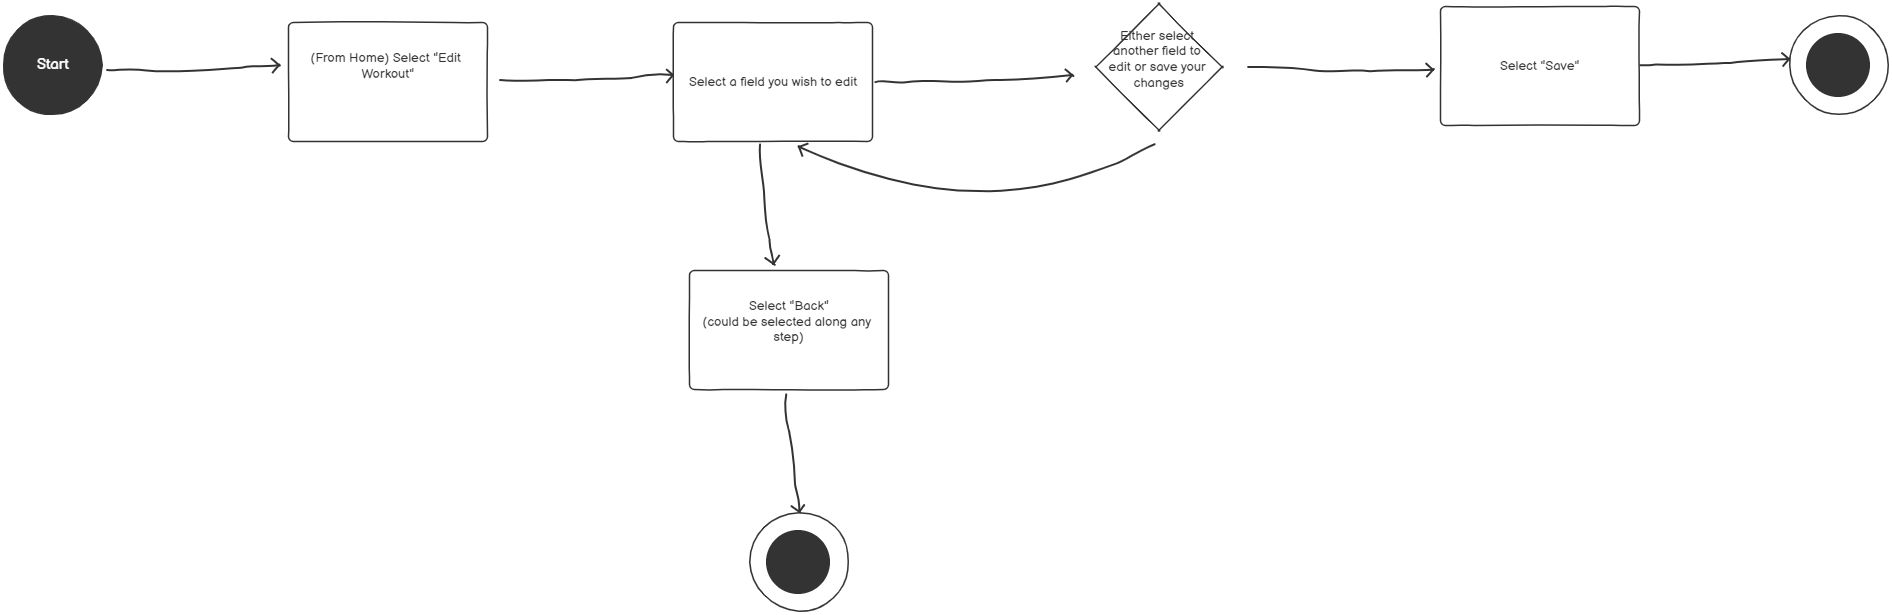 Start
(From Home) Select "Edit
Workout"
Select a field you wish to edit
Either select
another field to
edit or save your
changes
Select "Save"
Select "Back"
(could be selected along any
step)